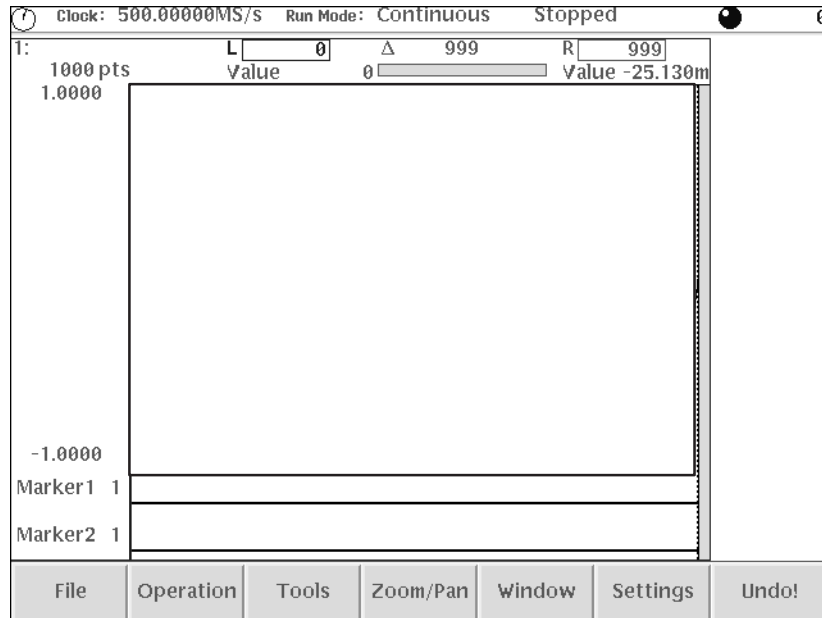 Clock: 500.00000MS/s Run Mode: Continuous Stopped
1: L 0 Δ 999 R 999
1000 pts Value 0 Value -25.130m
1.0000
-1.0000
Marker1 1
Marker2 1
File Operation Tools Zoom/Pan Window Settings Undo!